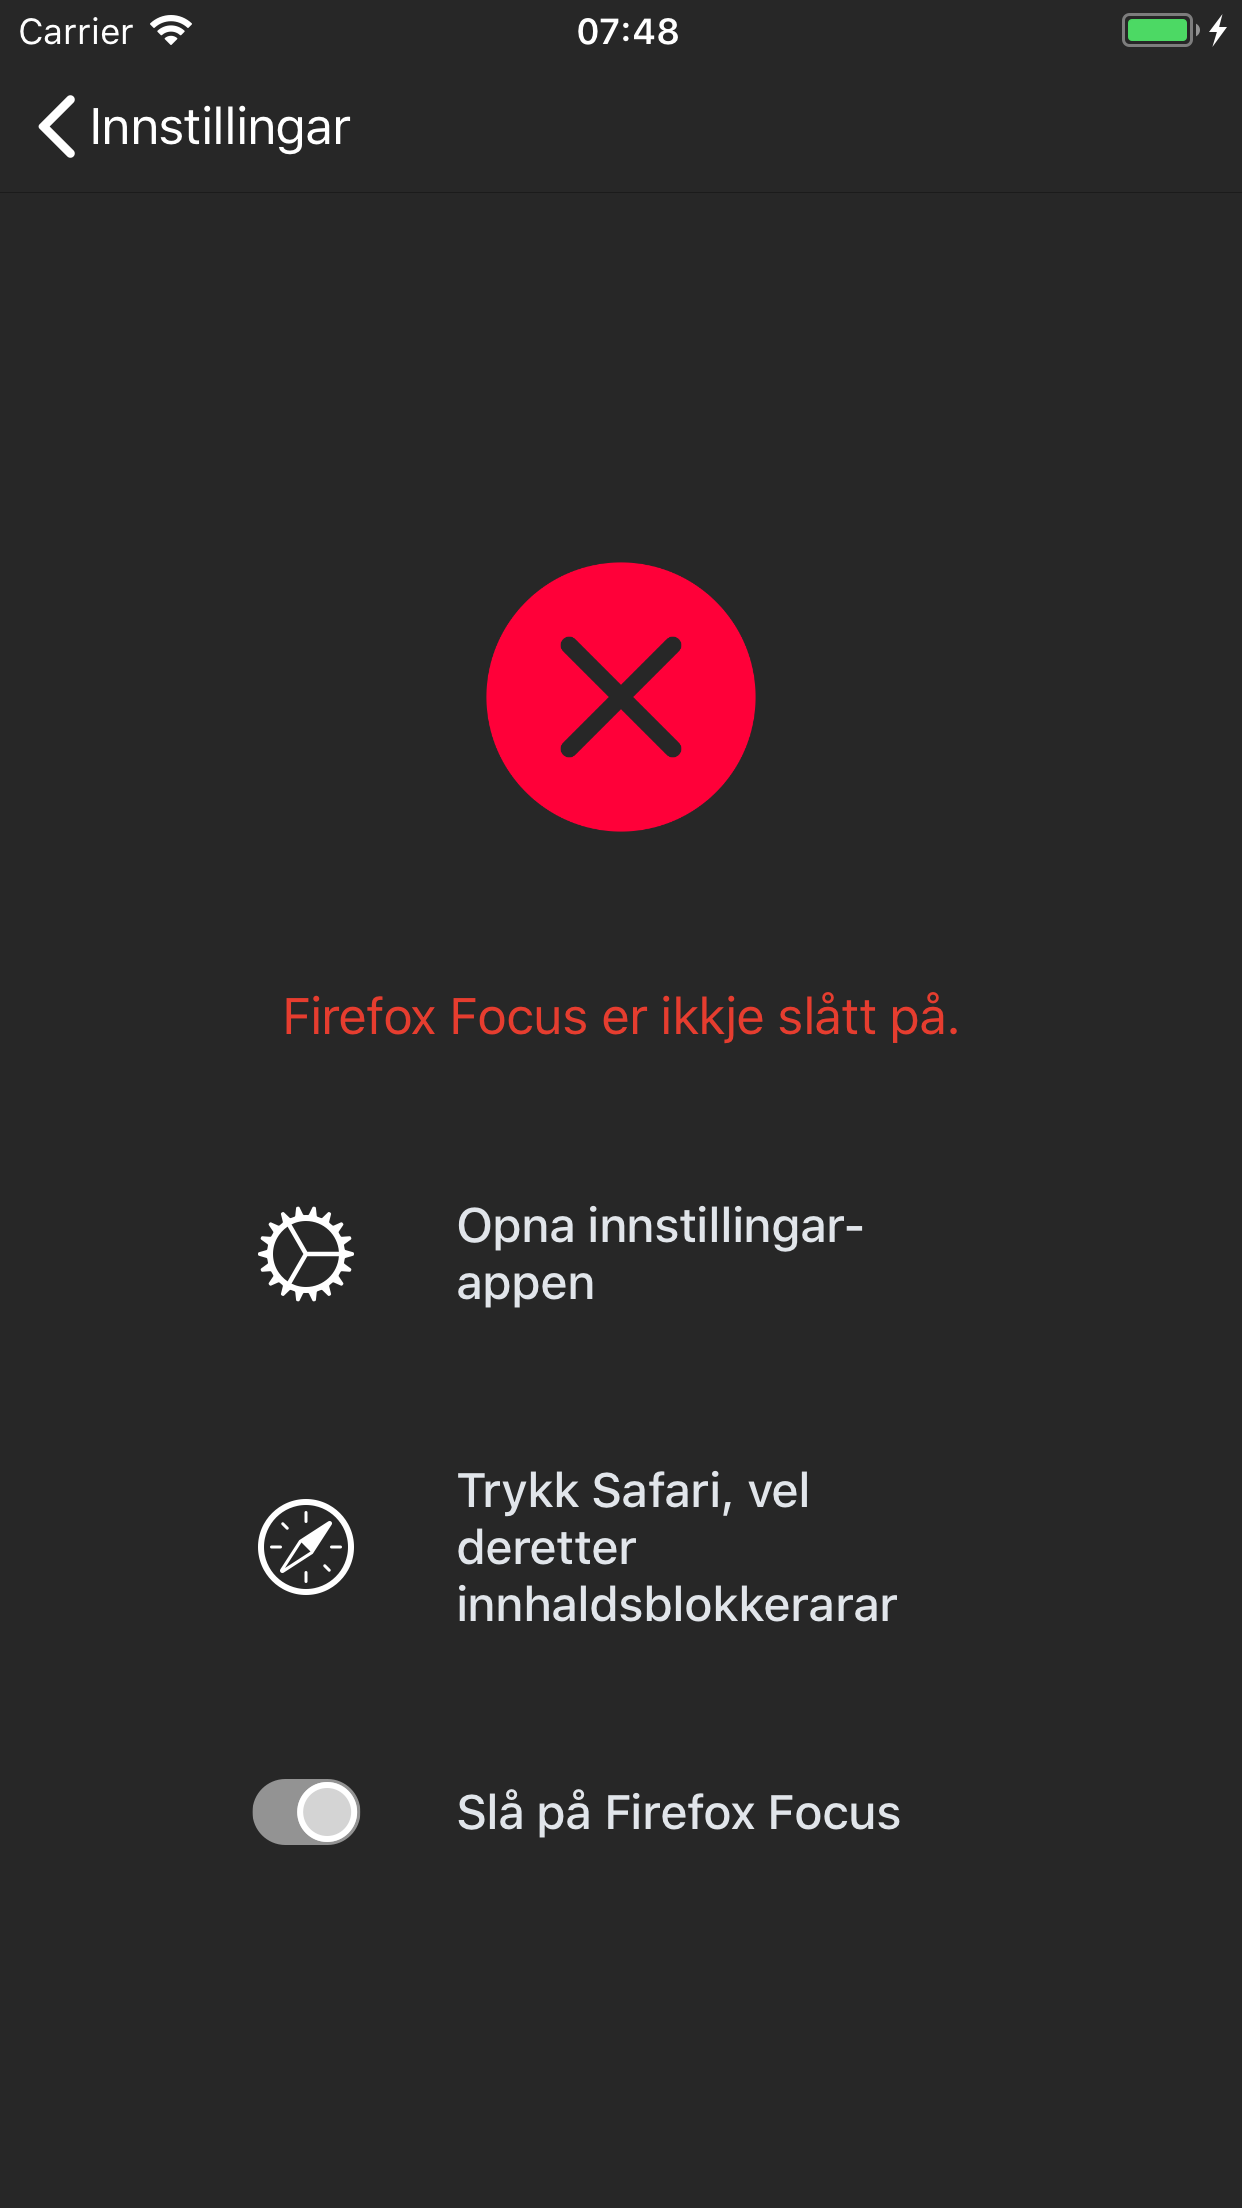 Carrier
07:48
Innstillingar
Firefox Focus er ikkje slått på.
Opna innstillingar-
appen
Trykk Safari, vel
deretter
innhaldsblokkerarar
Slå på Firefox Focus